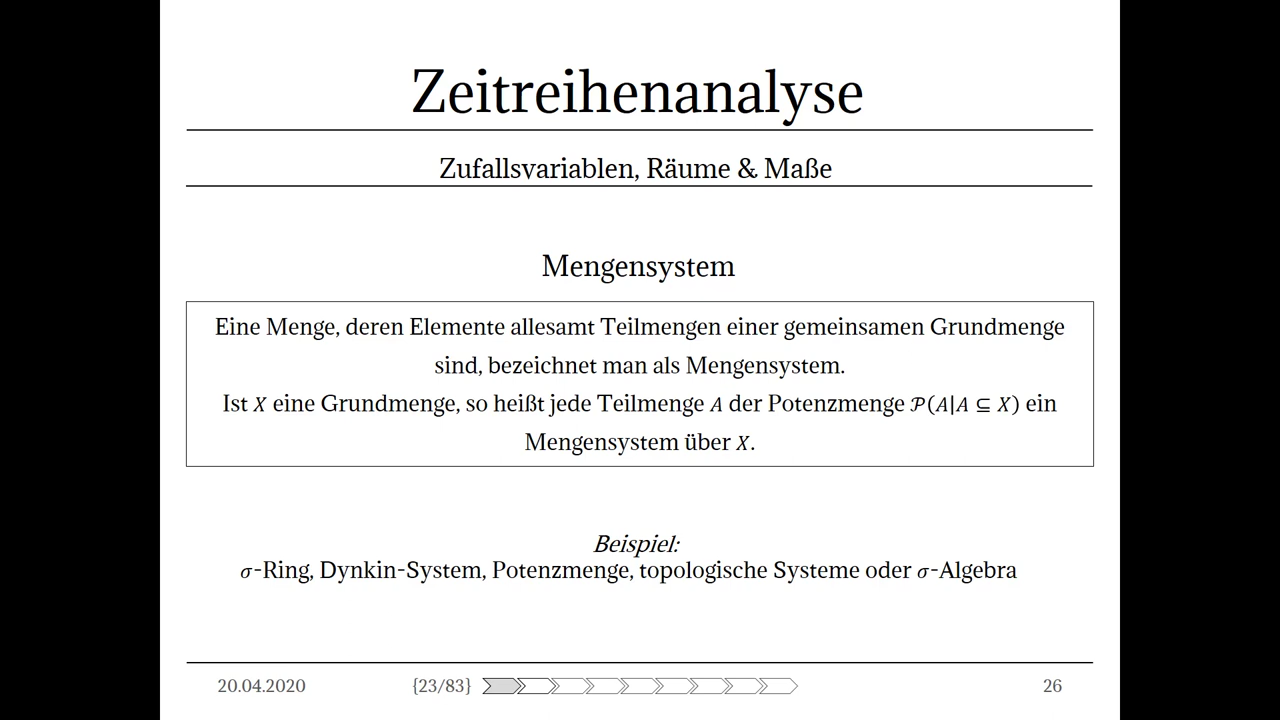 Zeitreihenanalyse
Zufallsvariablen, Räume & Maße
Mengensystem
Eine Menge, deren Elemente allesamt Teilmengen einer gemeinsamen Grundmenge
sind, bezeichnet man als Mengensystem.
Ist X eine Grundmenge, so heißt jede Teilmenge A der Potenzmenge 𝒫(A|A ⊆ X) ein
Mengensystem über X.
Beispiel:
σ-Ring, Dynkin-System, Potenzmenge, topologische Systeme oder σ-Algebra
20.04.2020 {23/83} 26